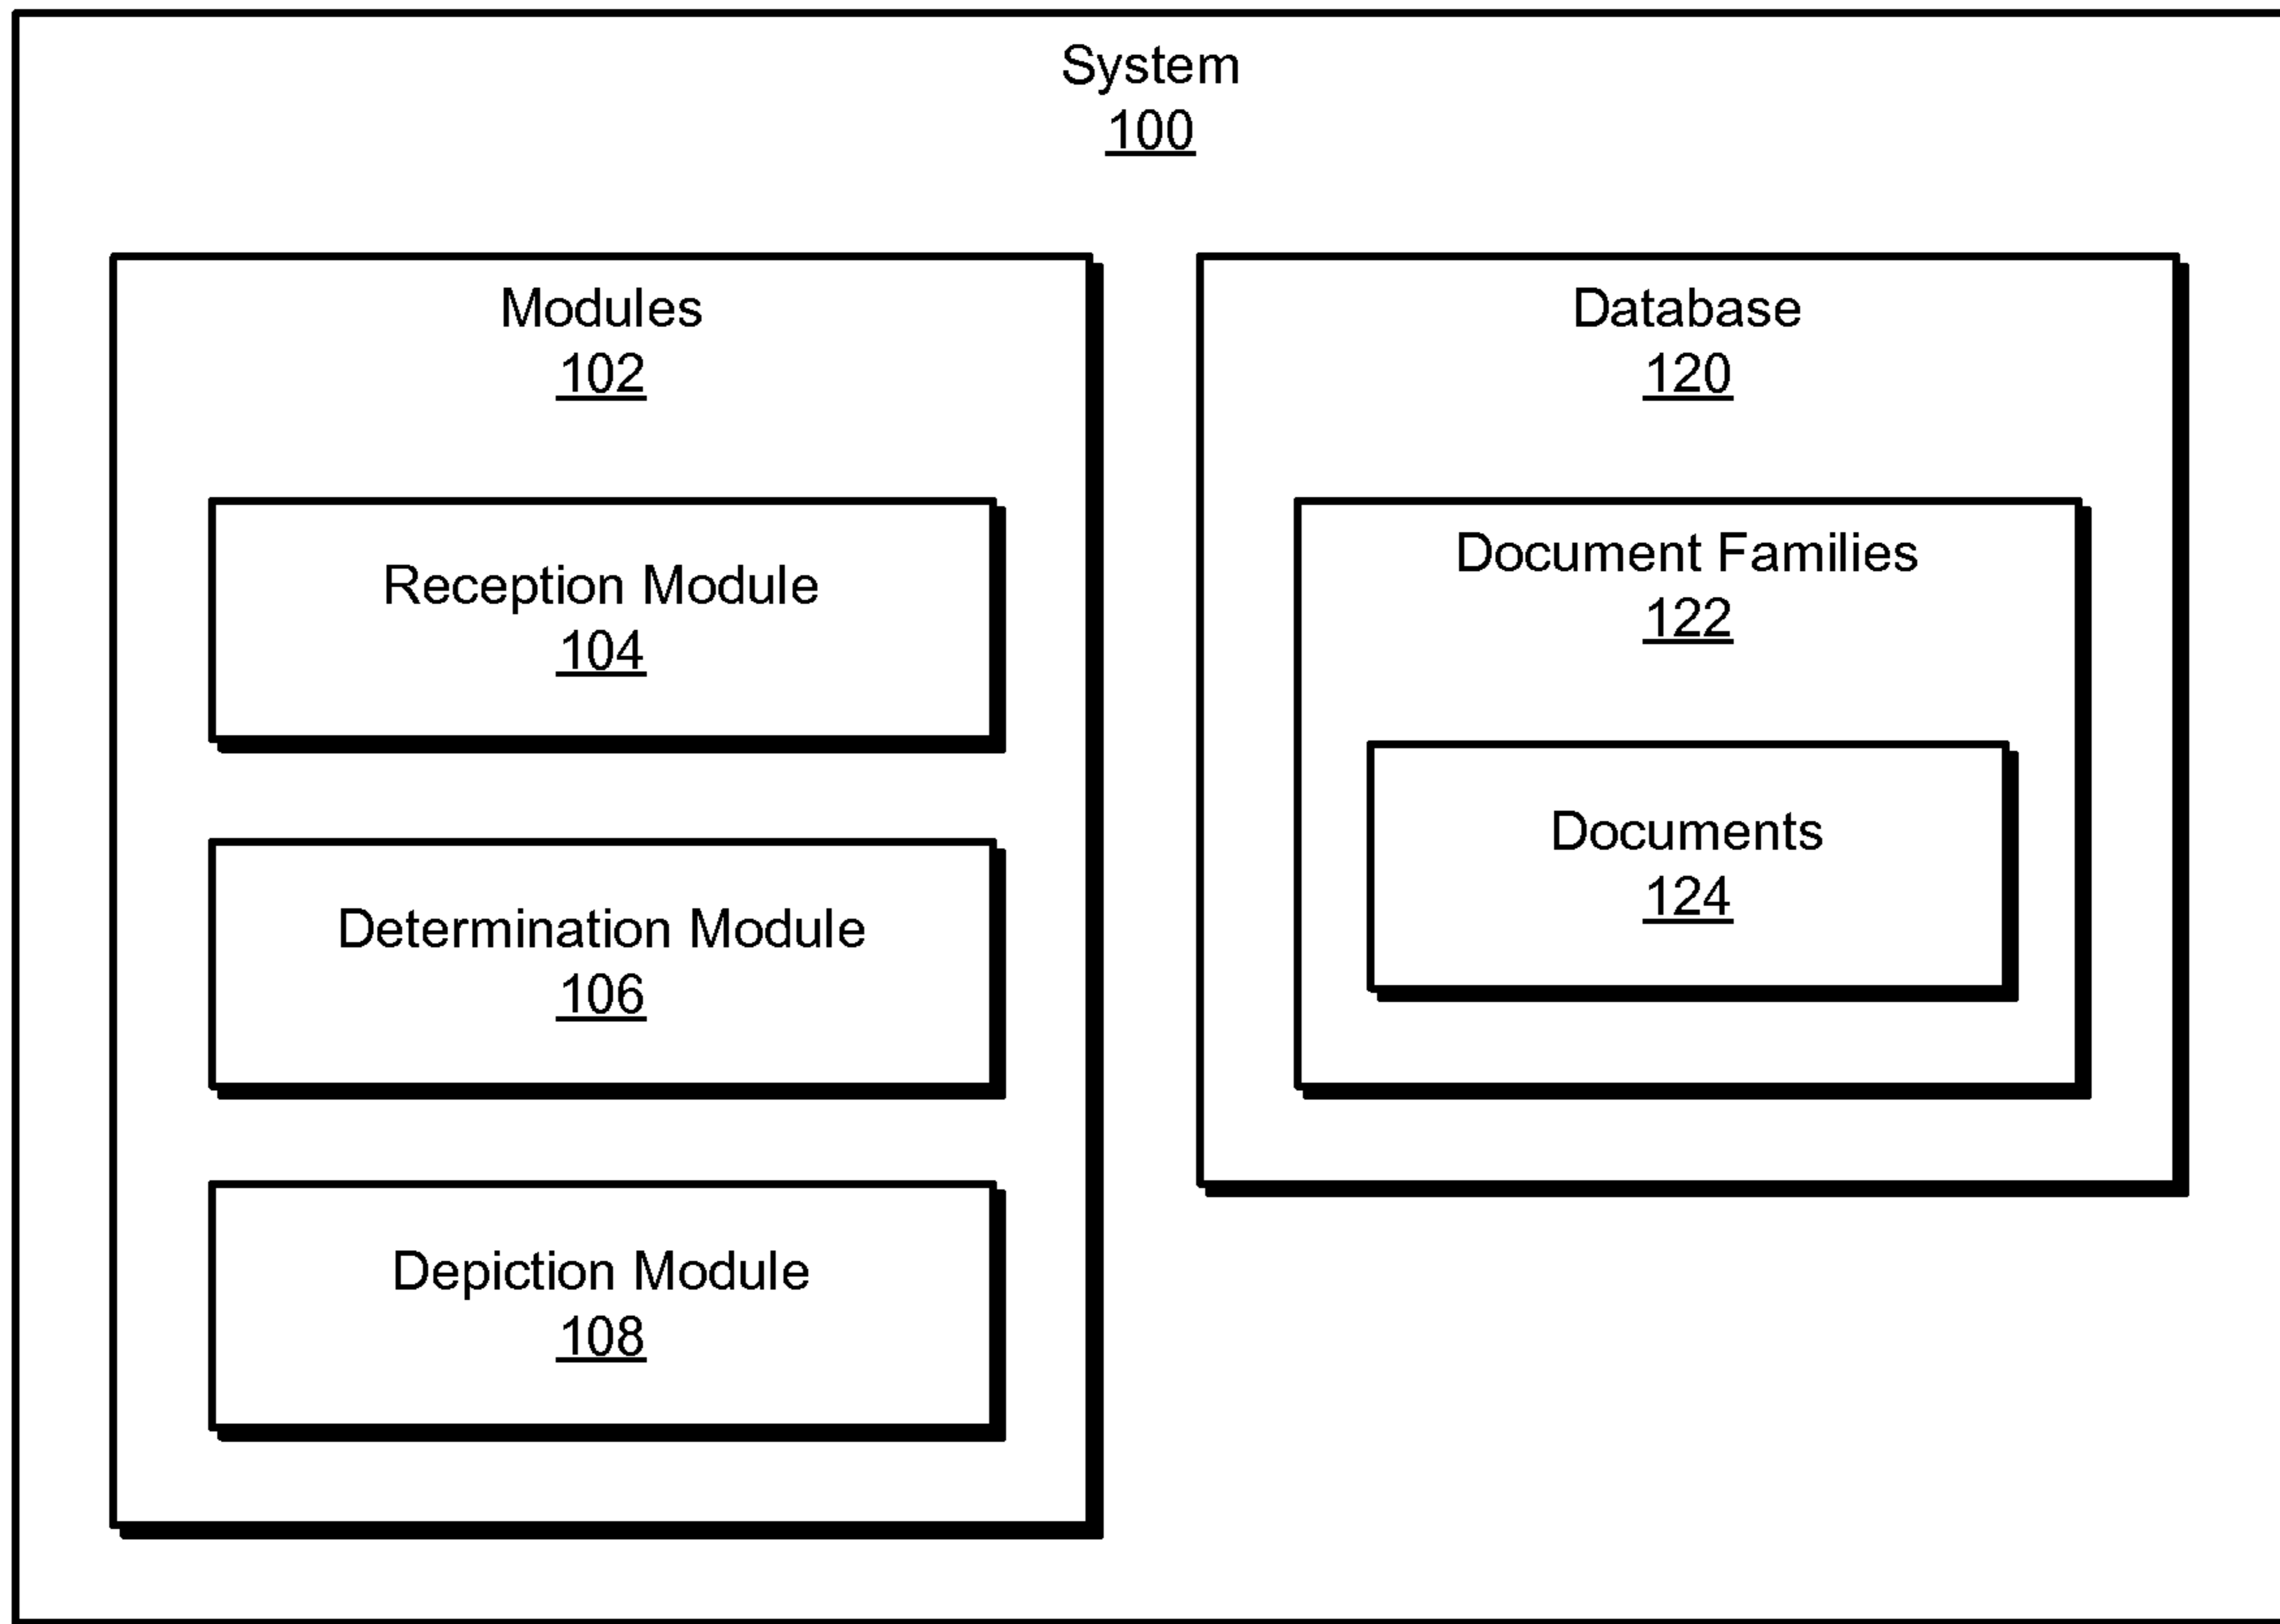 System
100
Modules
102
Reception Module
104
Determination Module
106
Depiction Module
108
Database
120
Document Families
122
Documents
124